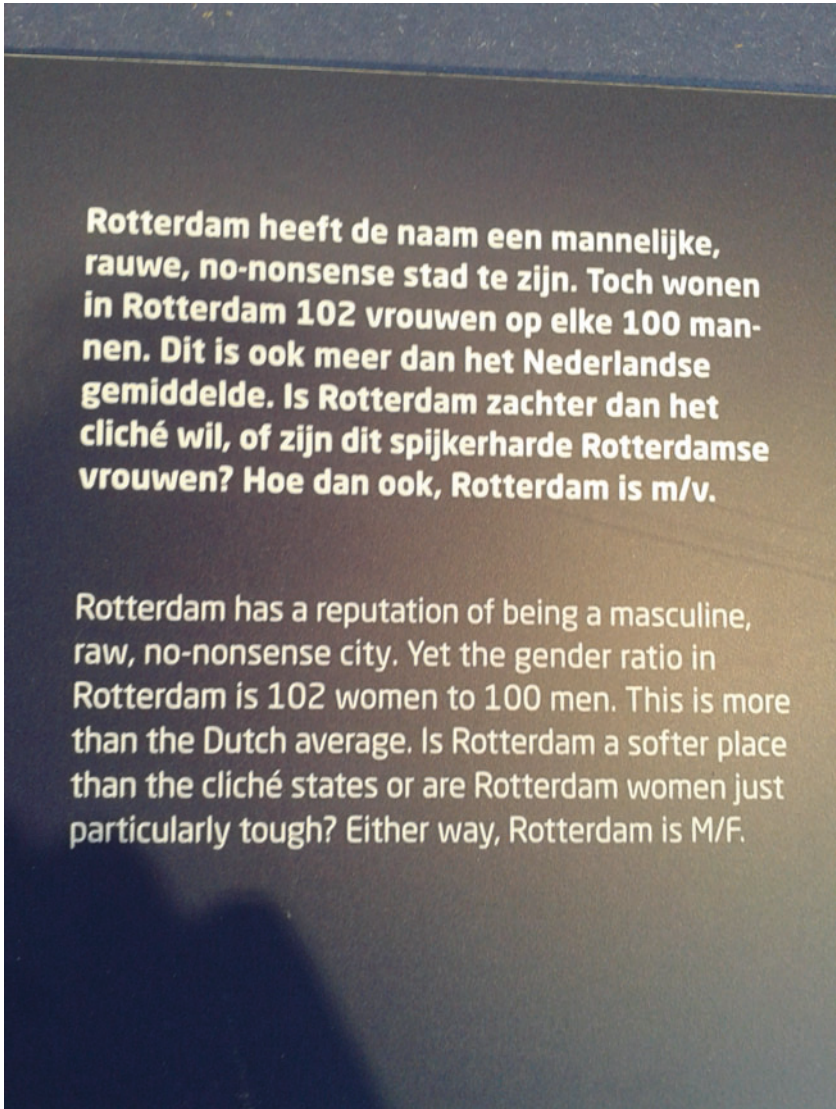 Rotterdam heeft de naam een mannelijke,
rauwe, no-nonsense stad te zijn. Toch wonen
in Rotterdam 102 vrouwen op elke 100 man-
nen. Dit is ook meer dan het Nederlandse
gemiddelde. Is Rotterdam zachter dan het
cliché wil, of zijn dit spijkerharde Rotterdamse
vrouwen? Hoe dan ook, Rotterdam is m/v.
Rotterdam has a reputation of being a masculine,
raw, no-nonsense city. Yet the gender ratio in
Rotterdam is 102 women to 100 men. This is more
than the Dutch average. Is Rotterdam a softer place
than the cliché states or are Rotterdam women just
particularly tough? Either way, Rotterdam is M/F.